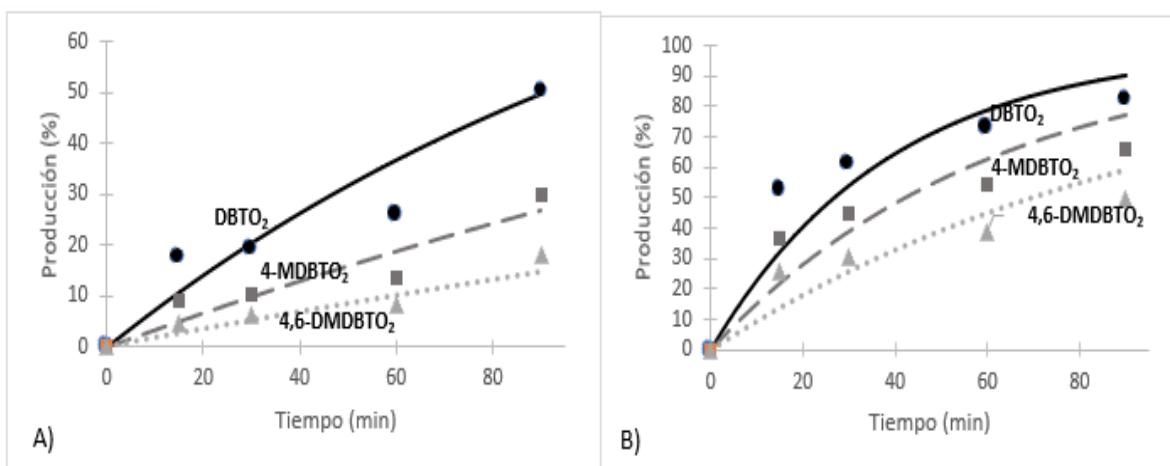 60
50
40
30
20
10
0
Producción (%)
DBTO₂
4-MDBTO₂
4,6-DMDBTO₂
0 20 40 60 80
Tiempo (min)
A)
100
90
80
70
60
50
40
30
20
10
0
Producción (%)
DBTO₂
4-MDBTO₂
4,6-DMDBTO₂
0 20 40 60 80
Tiempo (min)
B)